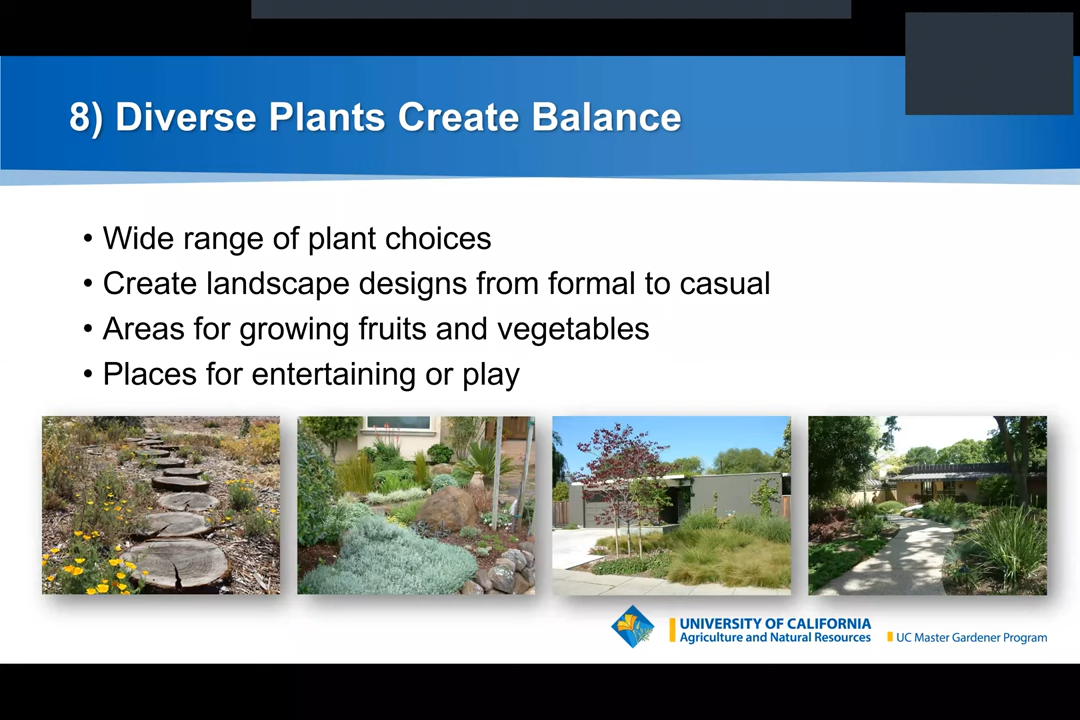 8) Diverse Plants Create Balance
• Wide range of plant choices
• Create landscape designs from formal to casual
• Areas for growing fruits and vegetables
• Places for entertaining or play
UNIVERSITY OF CALIFORNIA
Agriculture and Natural Resources
UC Master Gardener Program